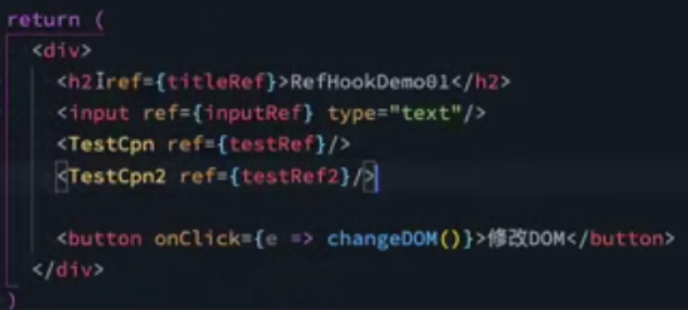 return (
<div>
<h2 ref={titleRef}>RefHookDemo01</h2>
<input ref={inputRef} type="text"/>
<TestCpn ref={testRef}/>
<TestCpn2 ref={testRef2}/>
<button onClick={e => changeDOM()}>修改DOM</button>
</div>
)